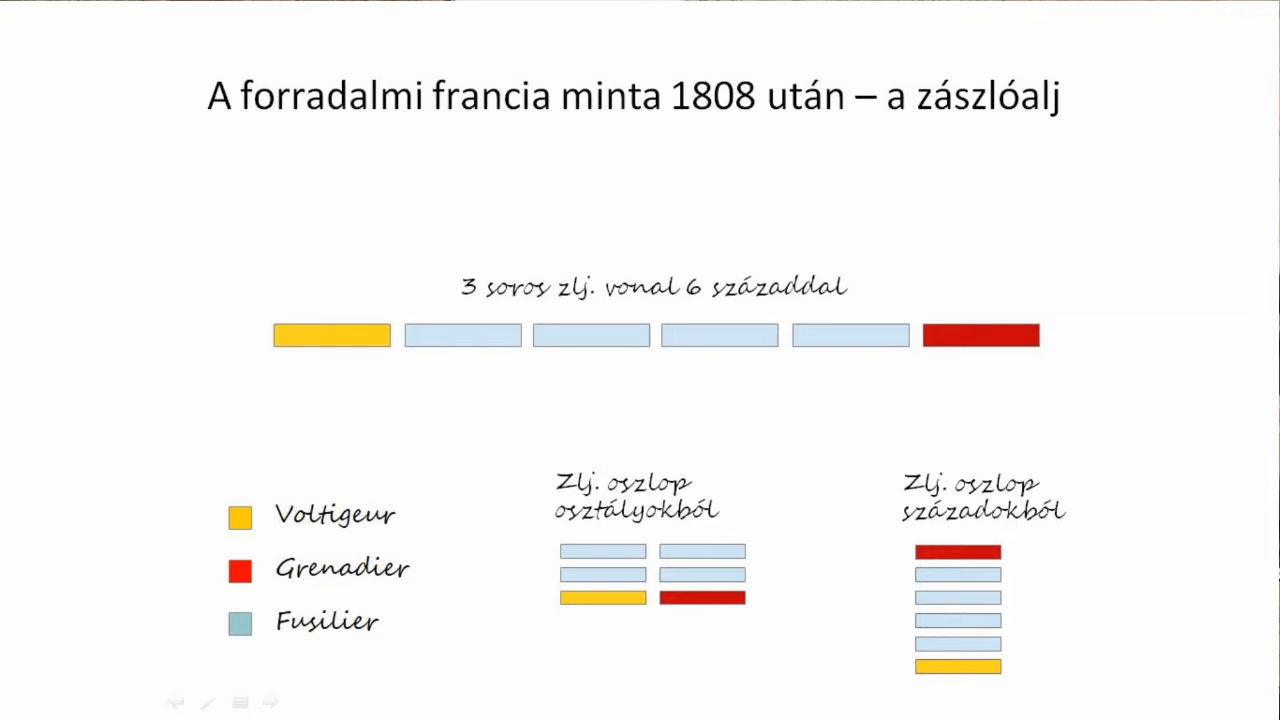 A forradalmi francia minta 1808 után – a zászlóalj
3 soros zlj. vonal 6 századdal
Zlj. oszlop
osztályokból
Zlj. oszlop
századokból
Voltigeur
Grenadier
Fusilier